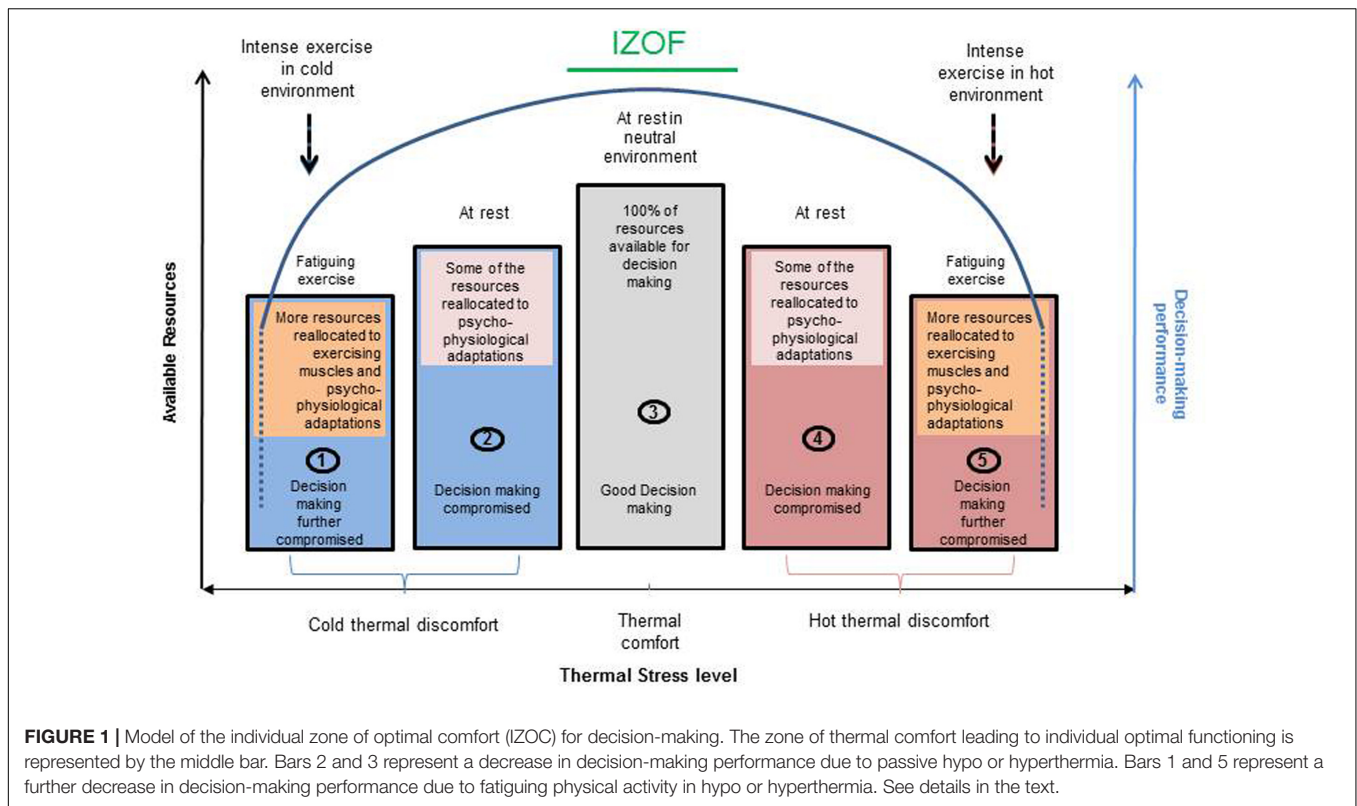 IZOF
Intense exercise
in cold
environment
Intense
exercise in hot
environment
At rest in
neutral
environment
At rest
At rest
Fatiguing
exercise
Fatiguing
exercise
Available Resources
Decision-making
performance
More resources
reallocated to
exercising
muscles and
psycho-
physiological
adaptations
1
Decision
making
further
compromised
Some of the
resources
reallocated to
psycho-
physiological
adaptations
2
Decision making
compromised
100% of
resources
available for
decision
making
3
Good Decision
making
Some of the
resources
reallocated to
psycho-
physiological
adaptations
4
Decision making
compromised
More resources
reallocated to
exercising
muscles and
psycho-
physiological
adaptations
5
Decision
making
further
compromised
Cold thermal discomfort
Thermal
comfort
Hot thermal discomfort
Thermal Stress level
FIGURE 1 | Model of the individual zone of optimal comfort (IZOC) for decision-making. The zone of thermal comfort leading to individual optimal functioning is
represented by the middle bar. Bars 2 and 3 represent a decrease in decision-making performance due to passive hypo or hyperthermia. Bars 1 and 5 represent a
further decrease in decision-making performance due to fatiguing physical activity in hypo or hyperthermia. See details in the text.